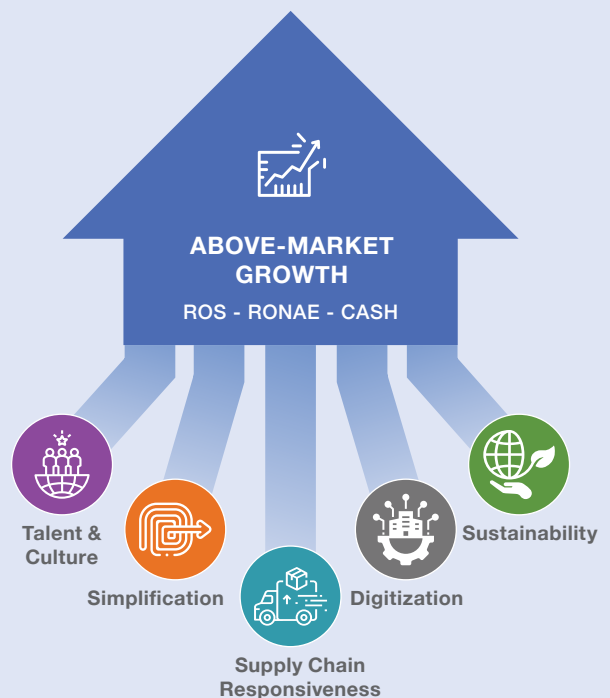 ABOVE-MARKET
GROWTH
ROS - RONAE - CASH
Talent &
Culture
Simplification
Supply Chain
Responsiveness
Digitization
Sustainability